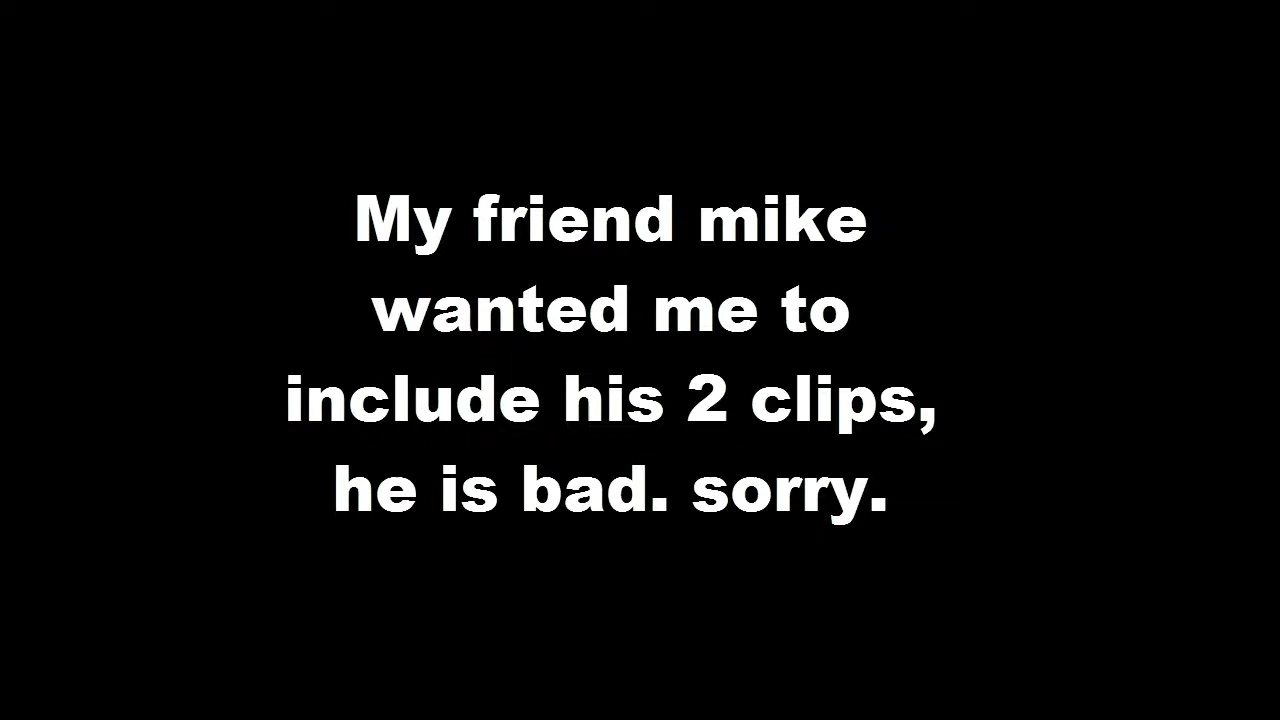 My friend mike
wanted me to
include his 2 clips,
he is bad. sorry.